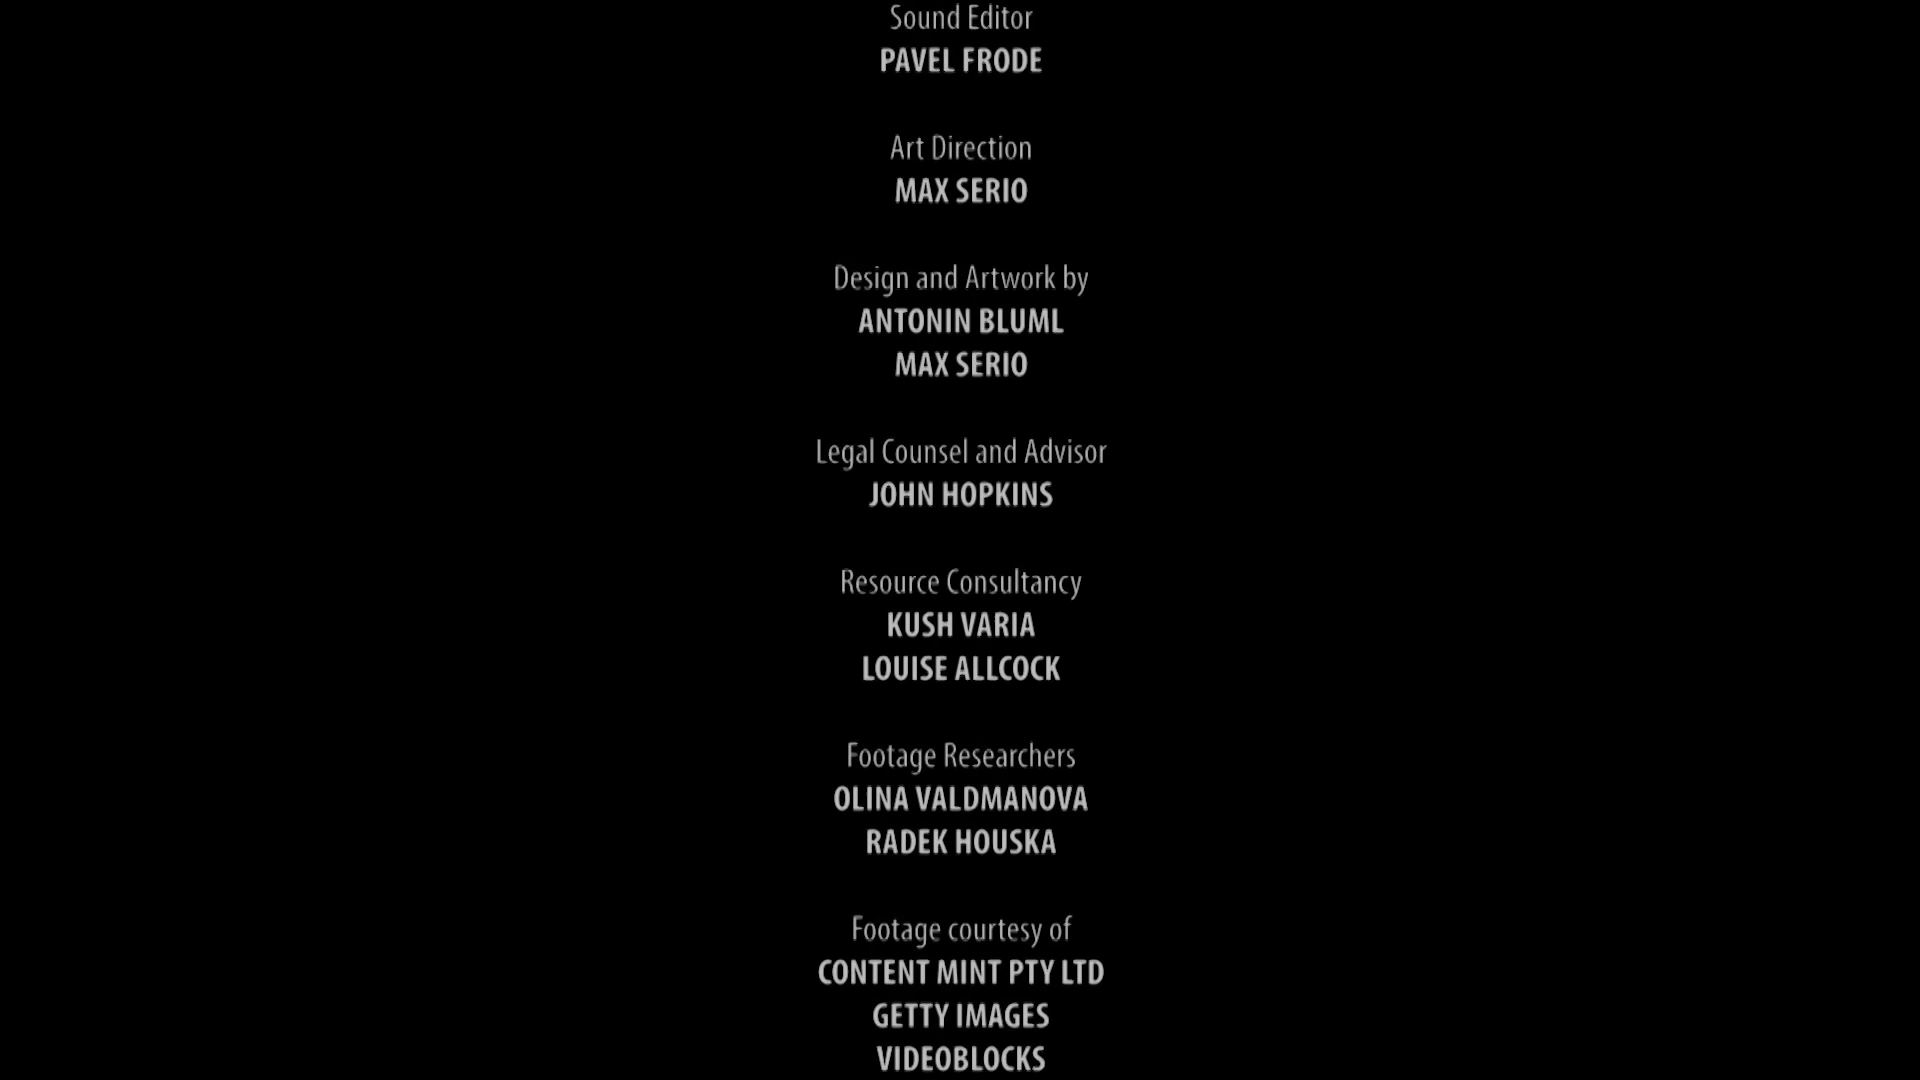 Sound Editor
PAVEL FRODE
Art Direction
MAX SERIO
Design and Artwork by
ANTONIN BLUML
MAX SERIO
Legal Counsel and Advisor
JOHN HOPKINS
Resource Consultancy
KUSH VARIA
LOUISE ALLCOCK
Footage Researchers
OLINA VALDMANOVA
RADEK HOUSKA
Footage courtesy of
CONTENT MINT PTY LTD
GETTY IMAGES
VIDEOBLOCKS